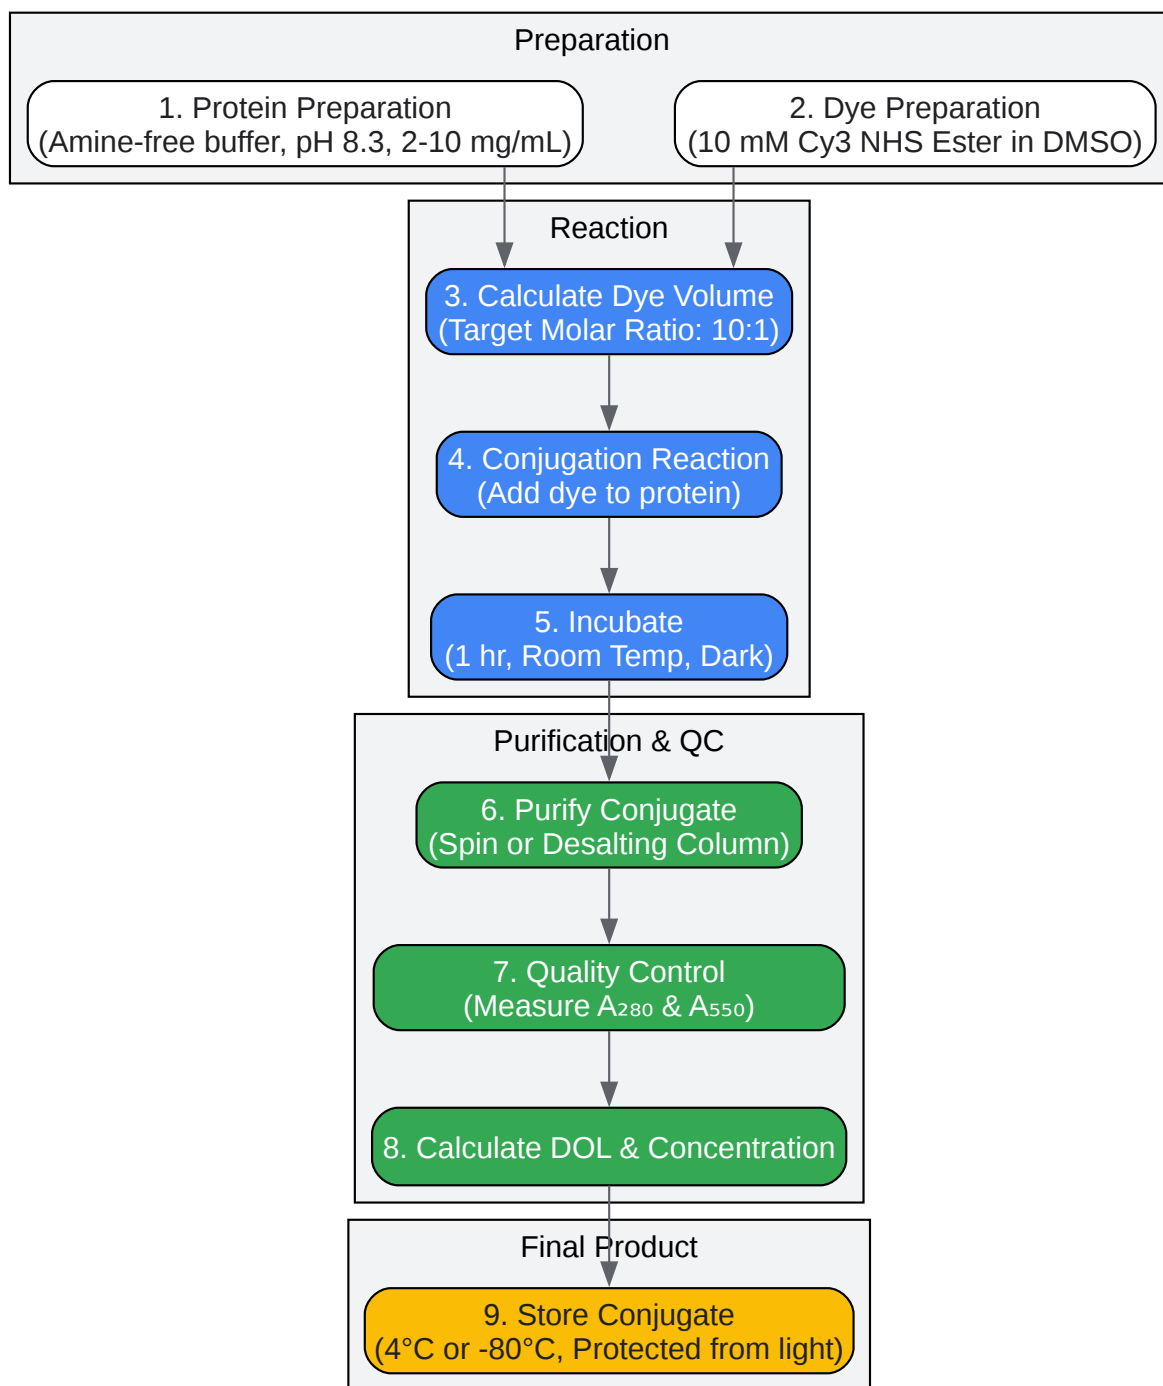 Preparation
1. Protein Preparation
(Amine-free buffer, pH 8.3, 2-10 mg/mL)
2. Dye Preparation
(10 mM Cy3 NHS Ester in DMSO)
Reaction
3. Calculate Dye Volume
(Target Molar Ratio: 10:1)
4. Conjugation Reaction
(Add dye to protein)
5. Incubate
(1 hr, Room Temp, Dark)
Purification & QC
6. Purify Conjugate
(Spin or Desalting Column)
7. Quality Control
(Measure A₂₈₀ & A₅₅₀)
8. Calculate DOL & Concentration
Final Product
9. Store Conjugate
(4°C or -80°C, Protected from light)